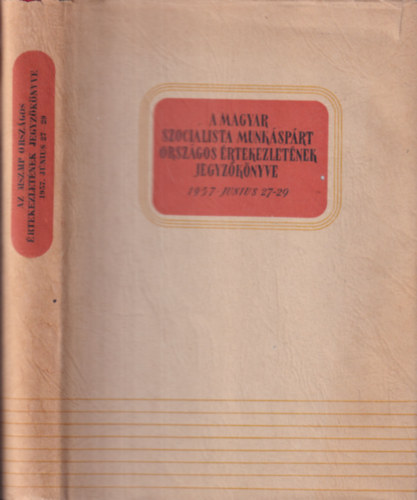 AZ MSZMP ORSZÁGOS
ÉRTEKEZLETÉNEK JEGYZŐKÖNYVE
1957. JÚNIUS 27-29
A MAGYAR
SZOCIALISTA MUNKÁSPÁRT
ORSZÁGOS ÉRTEKEZLETÉNEK
JEGYZŐKÖNYVE
1957 JÚNIUS 27-29